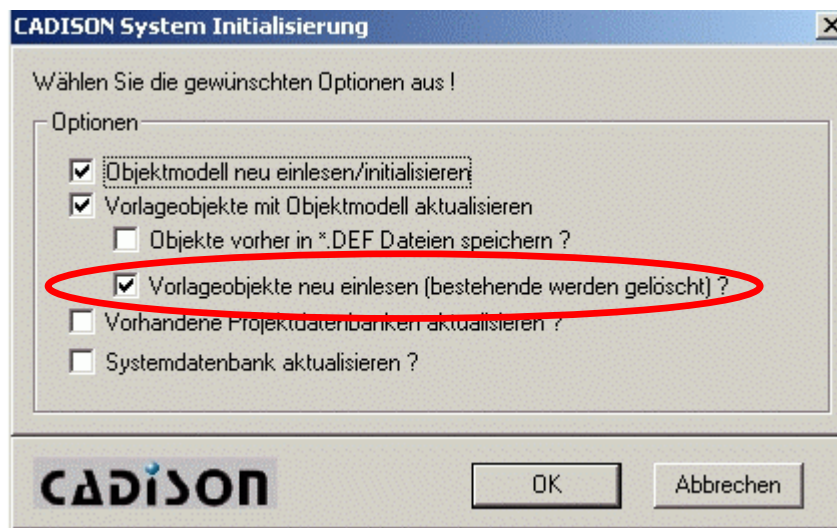 CADISON System Initialisierung
Wählen Sie die gewünschten Optionen aus !
Optionen
Objektmodell neu einlesen/initialisieren
Vorlageobjekte mit Objektmodell aktualisieren
Objekte vorher in *.DEF Dateien speichern ?
Vorlageobjekte neu einlesen (bestehende werden gelöscht) ?
Vorhandene Projektdatenbanken aktualisieren ?
Systemdatenbank aktualisieren ?
CADISON
OK
Abbrechen